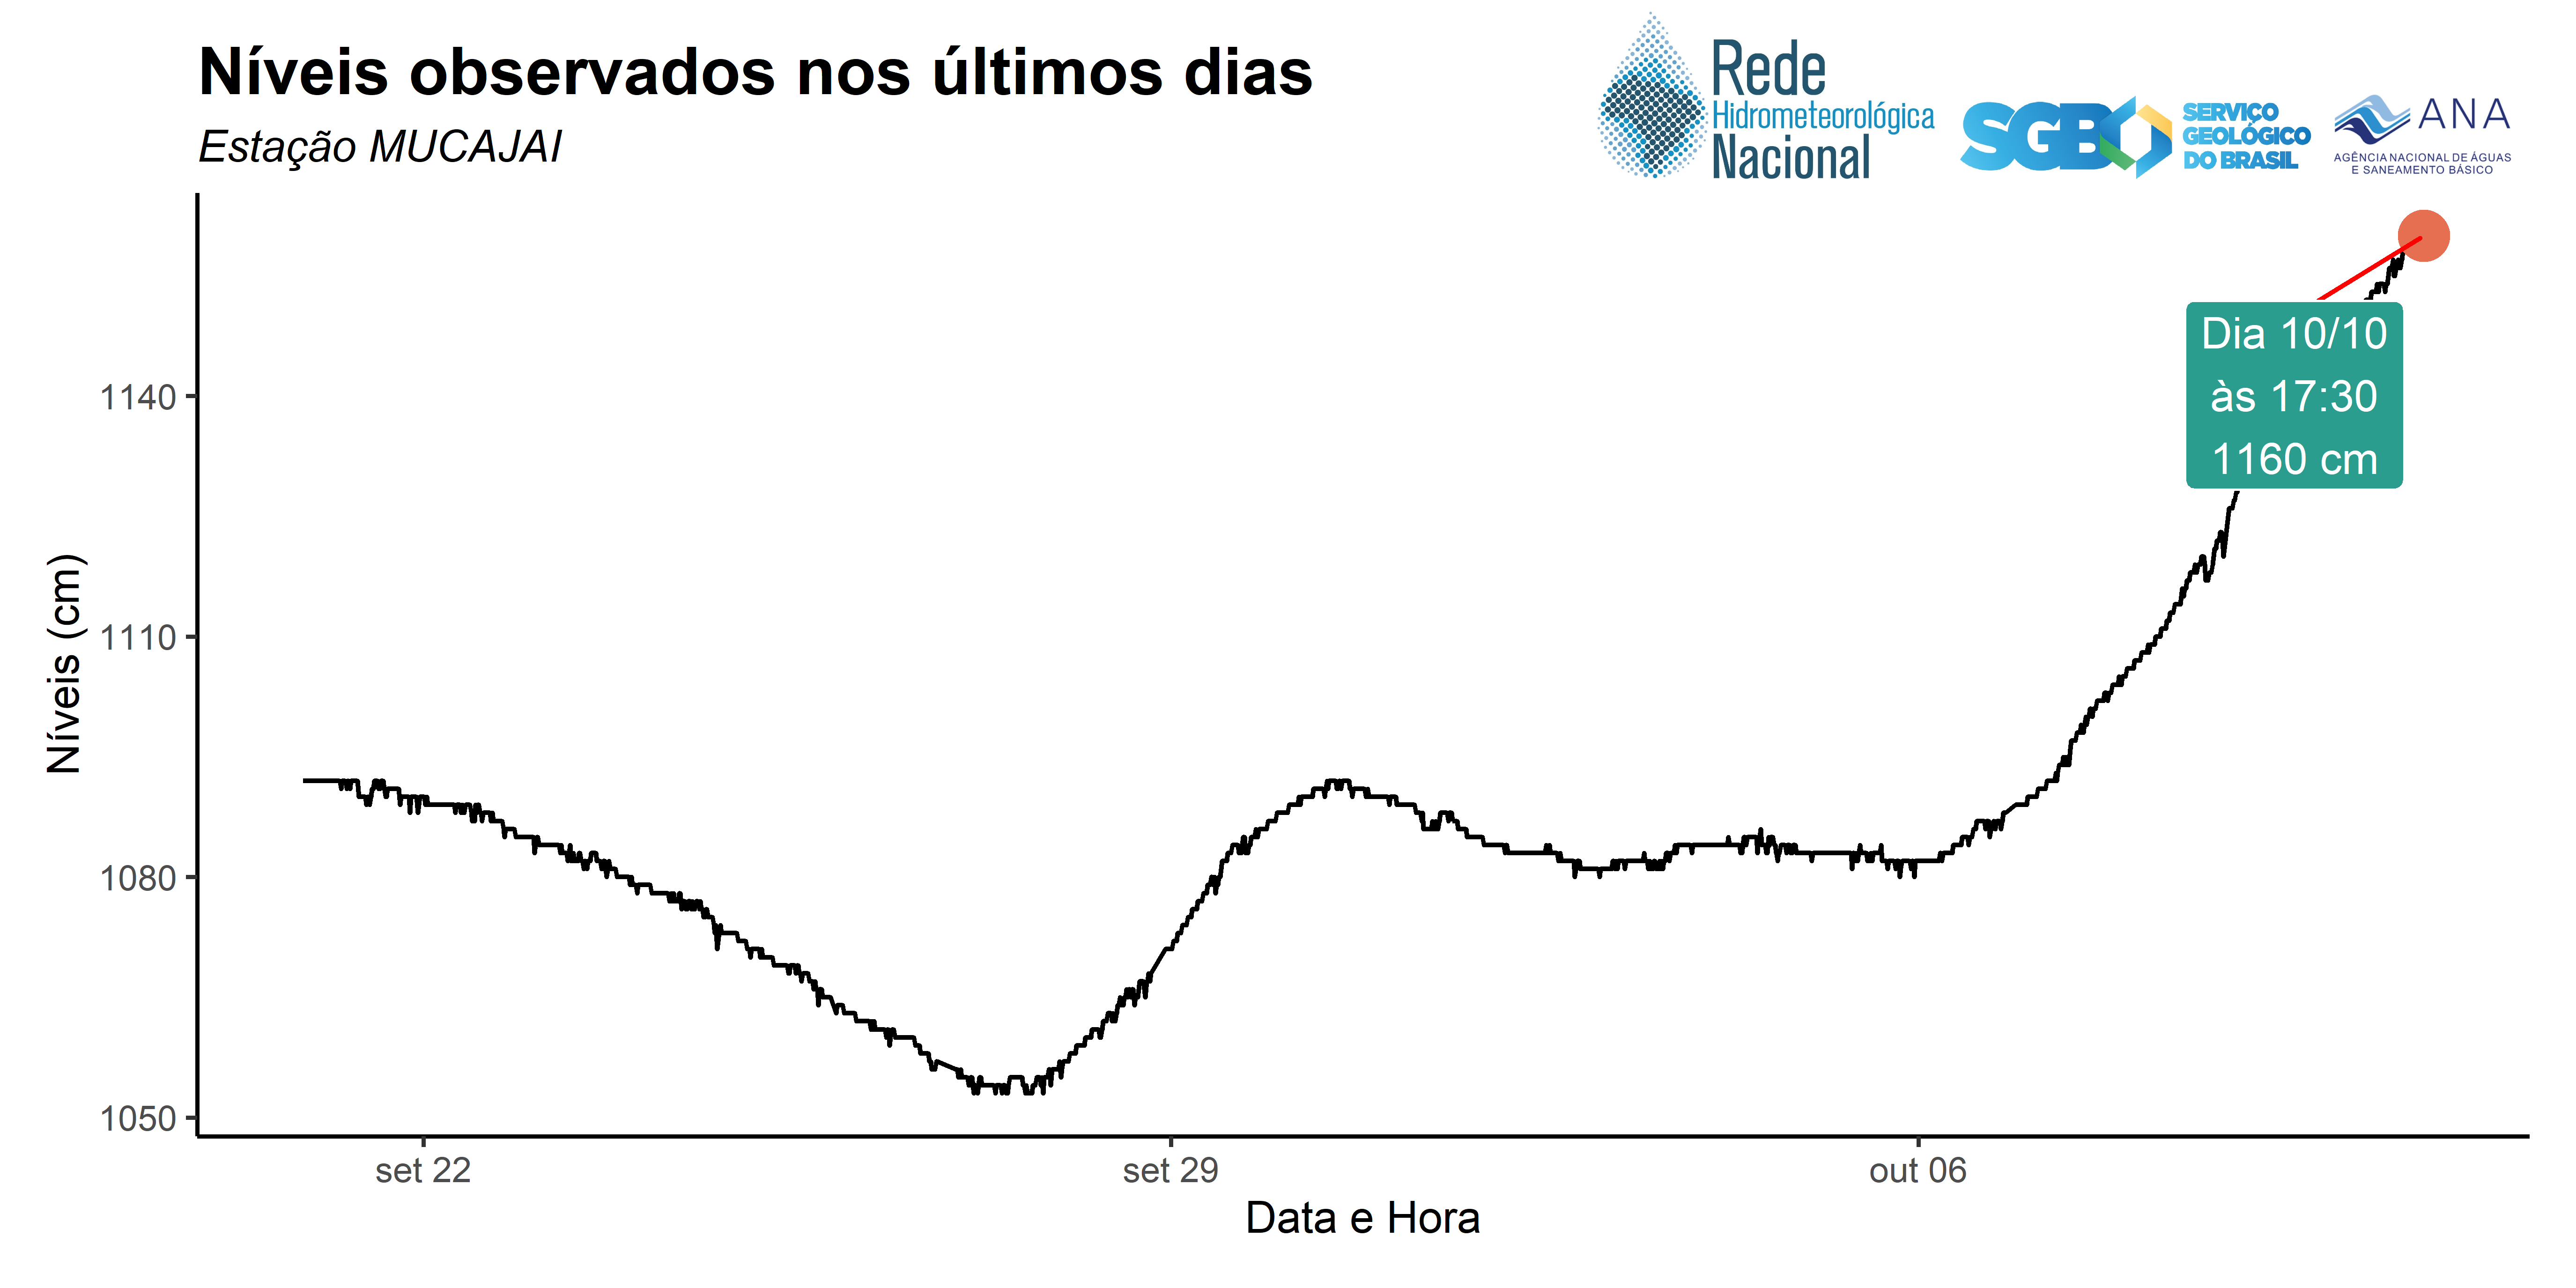 Níveis observados nos últimos dias
Estação MUCAJAI
Rede
Hidrometeorológica
Nacional
SGB
SERVIÇO
GEOLÓGICO
DO BRASIL
ANA
AGÊNCIA NACIONAL DE ÁGUAS
E SANEAMENTO BÁSICO
Dia 10/10
às 17:30
1160 cm
Níveis (cm)
1140
1110
1080
1050
set 22
set 29
out 06
Data e Hora